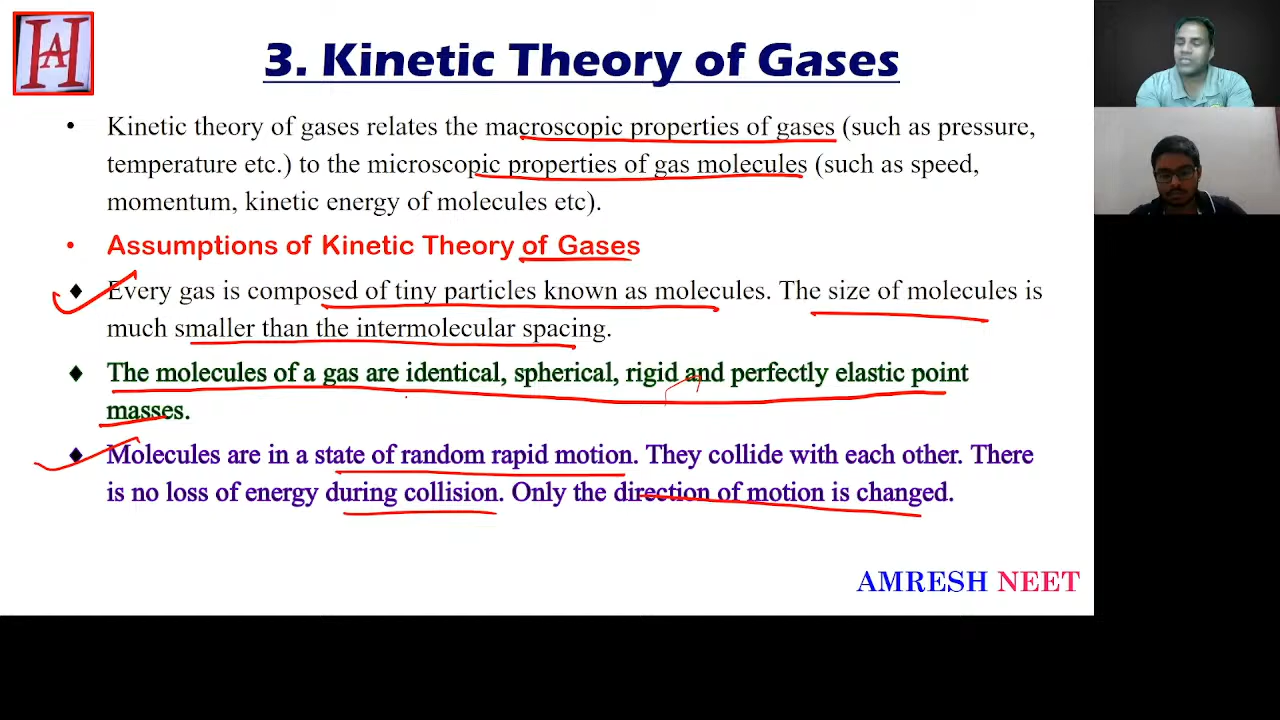 HA
3. Kinetic Theory of Gases
• Kinetic theory of gases relates the macroscopic properties of gases (such as pressure,
temperature etc.) to the microscopic properties of gas molecules (such as speed,
momentum, kinetic energy of molecules etc).
• Assumptions of Kinetic Theory of Gases
♦ Every gas is composed of tiny particles known as molecules. The size of molecules is
much smaller than the intermolecular spacing.
♦ The molecules of a gas are identical, spherical, rigid and perfectly elastic point
masses.
♦ Molecules are in a state of random rapid motion. They collide with each other. There
is no loss of energy during collision. Only the direction of motion is changed.
AMRESH NEET